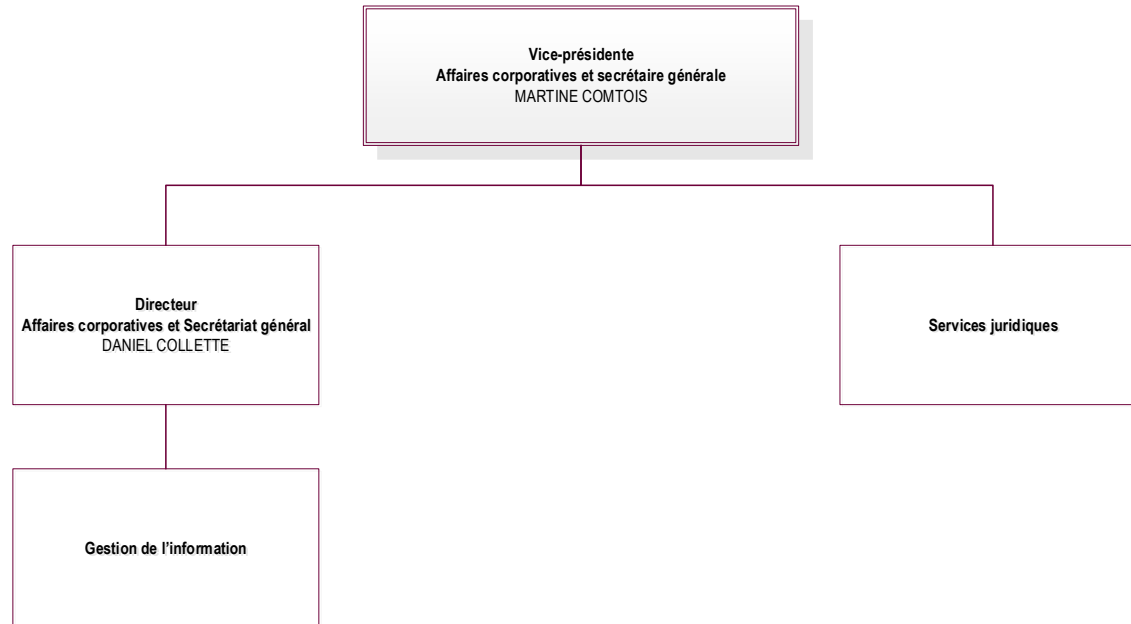 Vice-présidente
Affaires corporatives et secrétaire générale
MARTINE COMTOIS
Directeur
Affaires corporatives et Secrétariat général
DANIEL COLLETTE
Services juridiques
Gestion de l’information